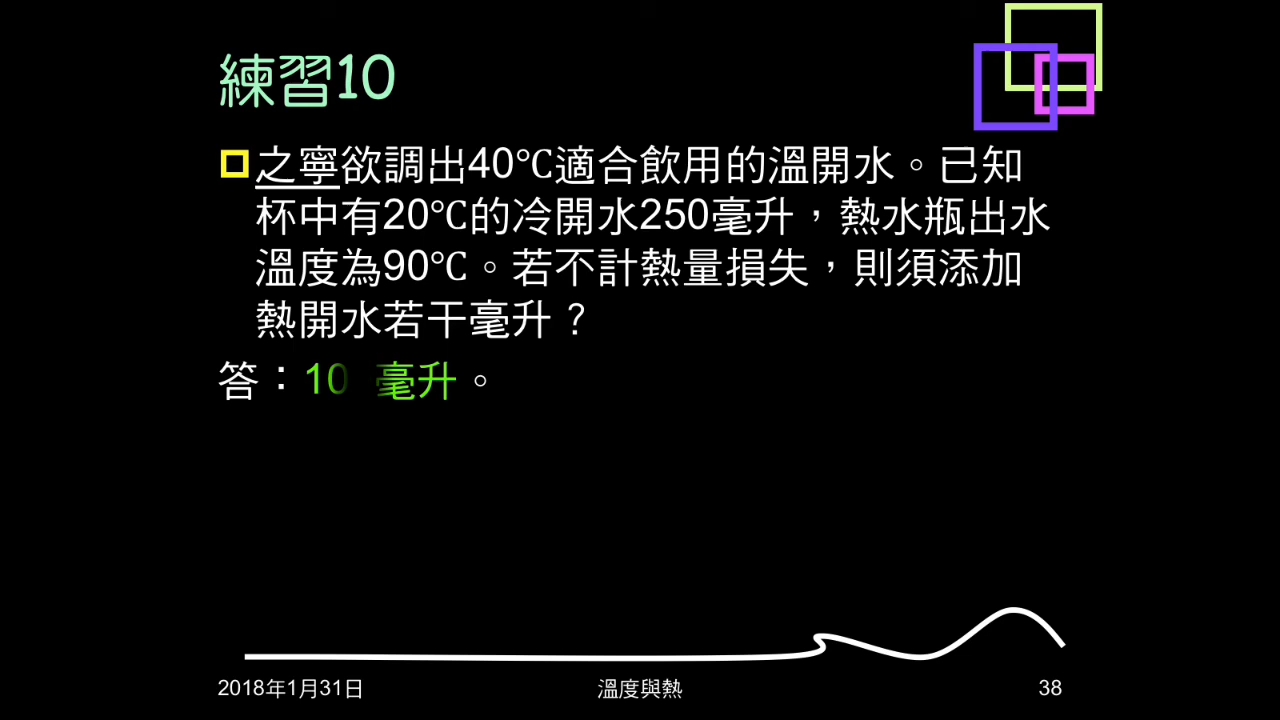 練習10
之寧欲調出40℃適合飲用的溫開水。已知
杯中有20℃的冷開水250毫升，熱水瓶出水
溫度為90℃。若不計熱量損失，則須添加
熱開水若干毫升？
答：10 毫升。
2018年1月31日
溫度與熱
38